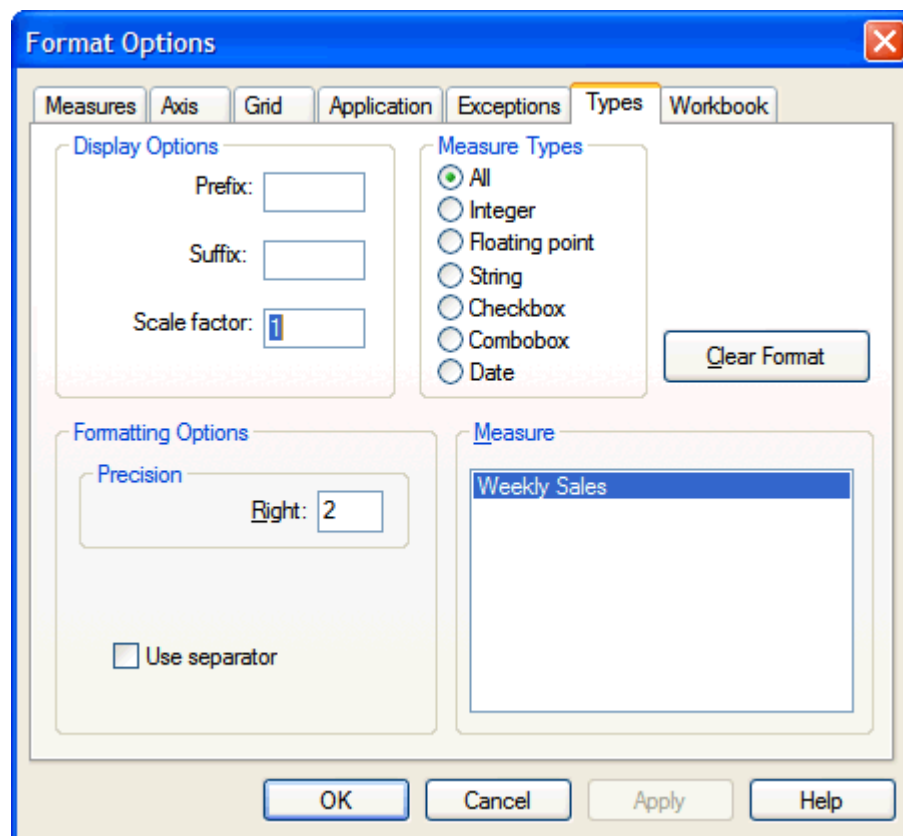 Format Options
Measures Axis Grid Application Exceptions Types Workbook
Display Options
Prefix:
Suffix:
Scale factor: 1
Measure Types
All
Integer
Floating point
String
Checkbox
Combobox
Date
Clear Format
Formatting Options
Precision
Right: 2
Use separator
Measure
Weekly Sales
OK Cancel Apply Help